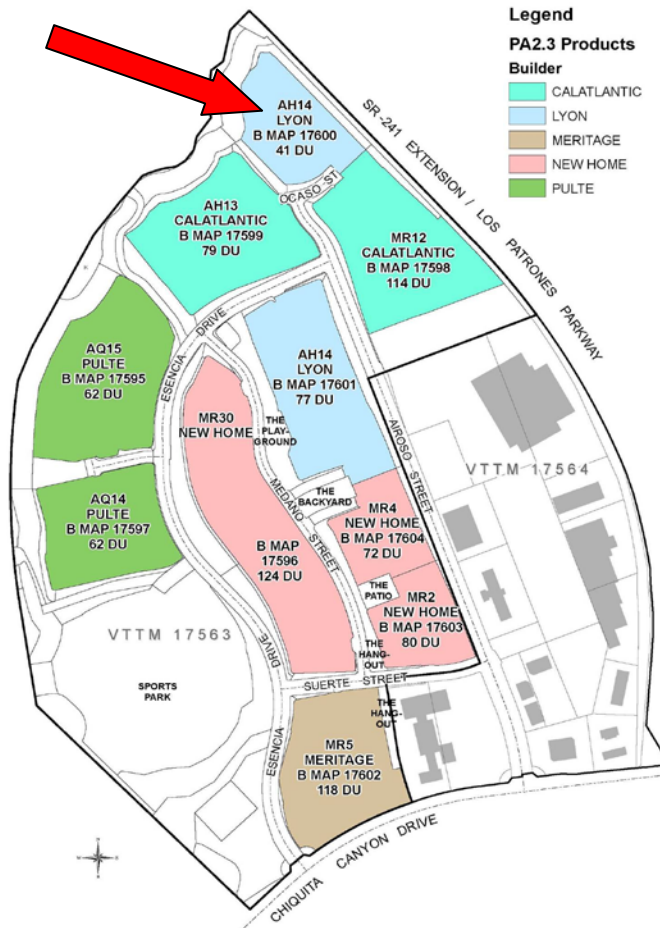 Legend
PA2.3 Products
Builder
CALATLANTIC
LYON
MERITAGE
NEW HOME
PULTE
AH14
LYON
B MAP 17600
41 DU
SR-241 EXTENSION / LOS PATRONES PARKWAY
OCASO ST
AH13
CALATLANTIC
B MAP 17599
79 DU
MR12
CALATLANTIC
B MAP 17598
114 DU
ESENCIA DRIVE
AQ15
PULTE
B MAP 17595
62 DU
AH14
LYON
B MAP 17601
77 DU
MR30
NEW HOME
THE
PLAY-
GROUND
AIROSO STREET
VTTM 17564
THE
BACKYARD
MEDANO STREET
AQ14
PULTE
B MAP 17597
62 DU
MR4
NEW HOME
B MAP 17604
72 DU
B MAP
17596
124 DU
THE
PATIO
MR2
NEW HOME
B MAP 17603
80 DU
VTTM 17563
THE
HANG-
OUT
SPORTS
PARK
SUERTE STREET
THE
HANG-
OUT
ESENCIA DRIVE
MR5
MERITAGE
B MAP 17602
118 DU
CHIQUITA CANYON DRIVE